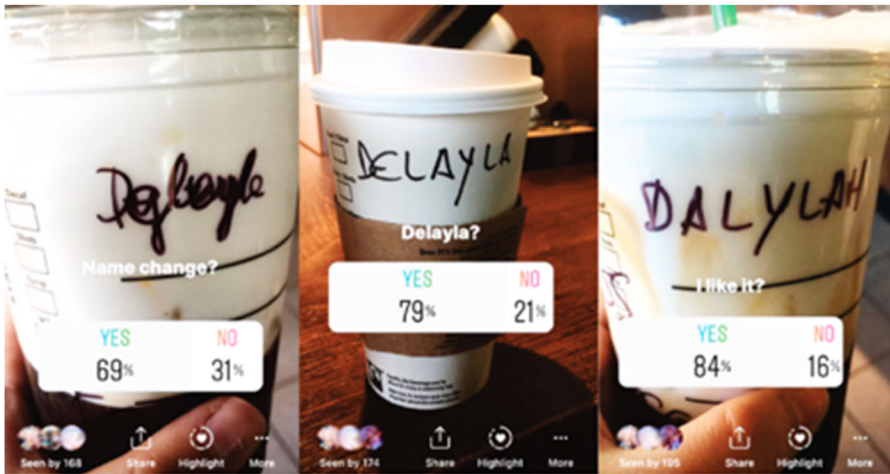 Name change?
YES NO
69% 31%
Seen by 168
Share
Highlight
More
DELAYLA
Delayla?
YES NO
79% 21%
Seen by 174
Share
Highlight
More
DALYLAH
I like it?
YES NO
84% 16%
Seen by 195
Share
Highlight
More